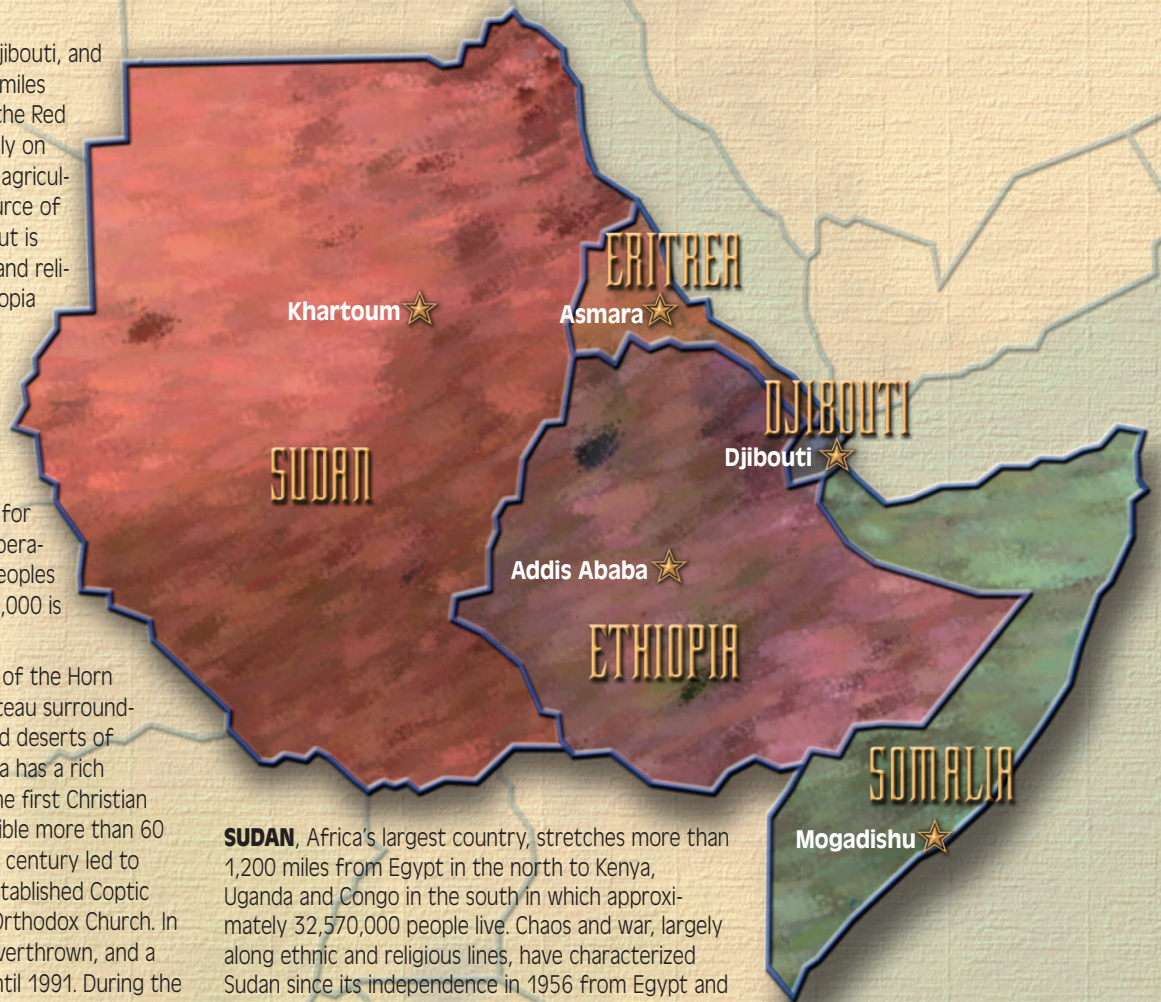 jibouti, and
miles
the Red
ly on
agricul-
urce of
ut is
and reli-
opia
for
pera-
eoples
,000 is
of the Horn
teau surround-
d deserts of
a has a rich
he first Christian
ible more than 60
century led to
tablished Coptic
Orthodox Church. In
verthrown, and a
ntil 1991. During the
ERITREA
Khartoum
Asmara
DJIBOUTI
Djibouti
SUDAN
Addis Ababa
ETHIOPIA
SOMALIA
Mogadishu
SUDAN, Africa's largest country, stretches more than
1,200 miles from Egypt in the north to Kenya,
Uganda and Congo in the south in which approxi-
mately 32,570,000 people live. Chaos and war, largely
along ethnic and religious lines, have characterized
Sudan since its independence in 1956 from Egypt and